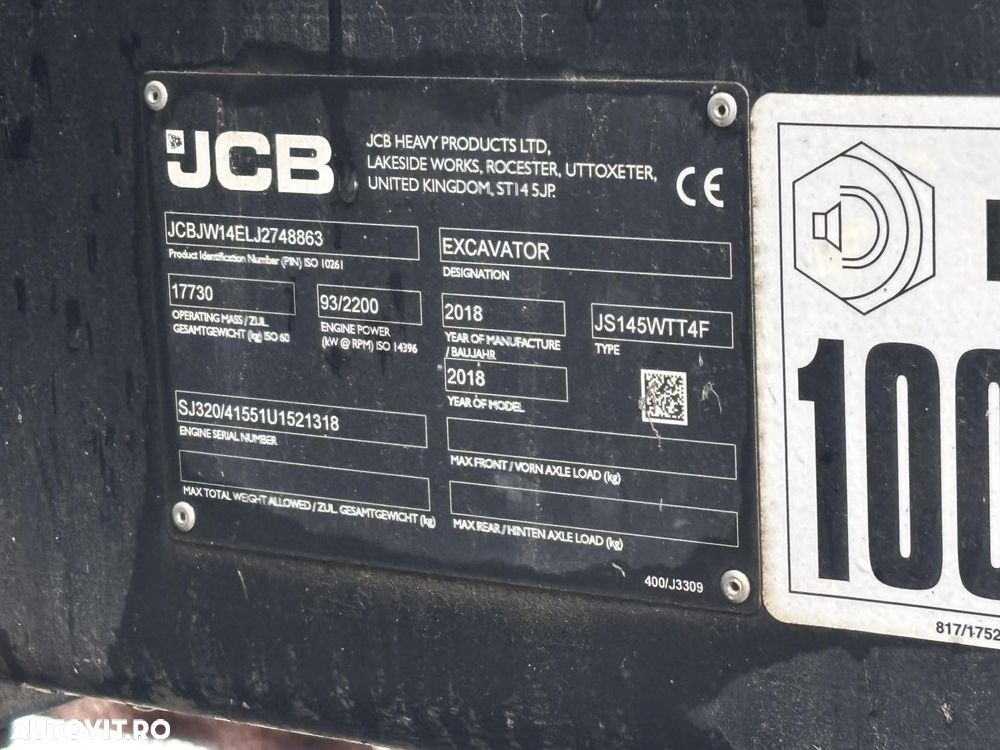 JCB
JCB HEAVY PRODUCTS LTD,
LAKESIDE WORKS, ROCESTER, UTTOXETER,
UNITED KINGDOM, ST14 5JP.
CE
JCBJW14ELJ2748863
Product Identification Number (PIN) ISO 10261
EXCAVATOR
DESIGNATION
17730
OPERATING MASS / ZUL.
GESAMTGEWICHT (kg) ISO 60
93/2200
ENGINE POWER
(kW @ RPM) ISO 14396
2018
YEAR OF MANUFACTURE
/ BAUJAHR
JS145WTT4F
TYPE
2018
YEAR OF MODEL
SJ320/41551U1521318
ENGINE SERIAL NUMBER
MAX TOTAL WEIGHT ALLOWED / ZUL. GESAMTGEWICHT (kg)
MAX FRONT / VORN AXLE LOAD (kg)
MAX REAR / HINTEN AXLE LOAD (kg)
400/J3309
100
817/1752
AUTOVIT.RO